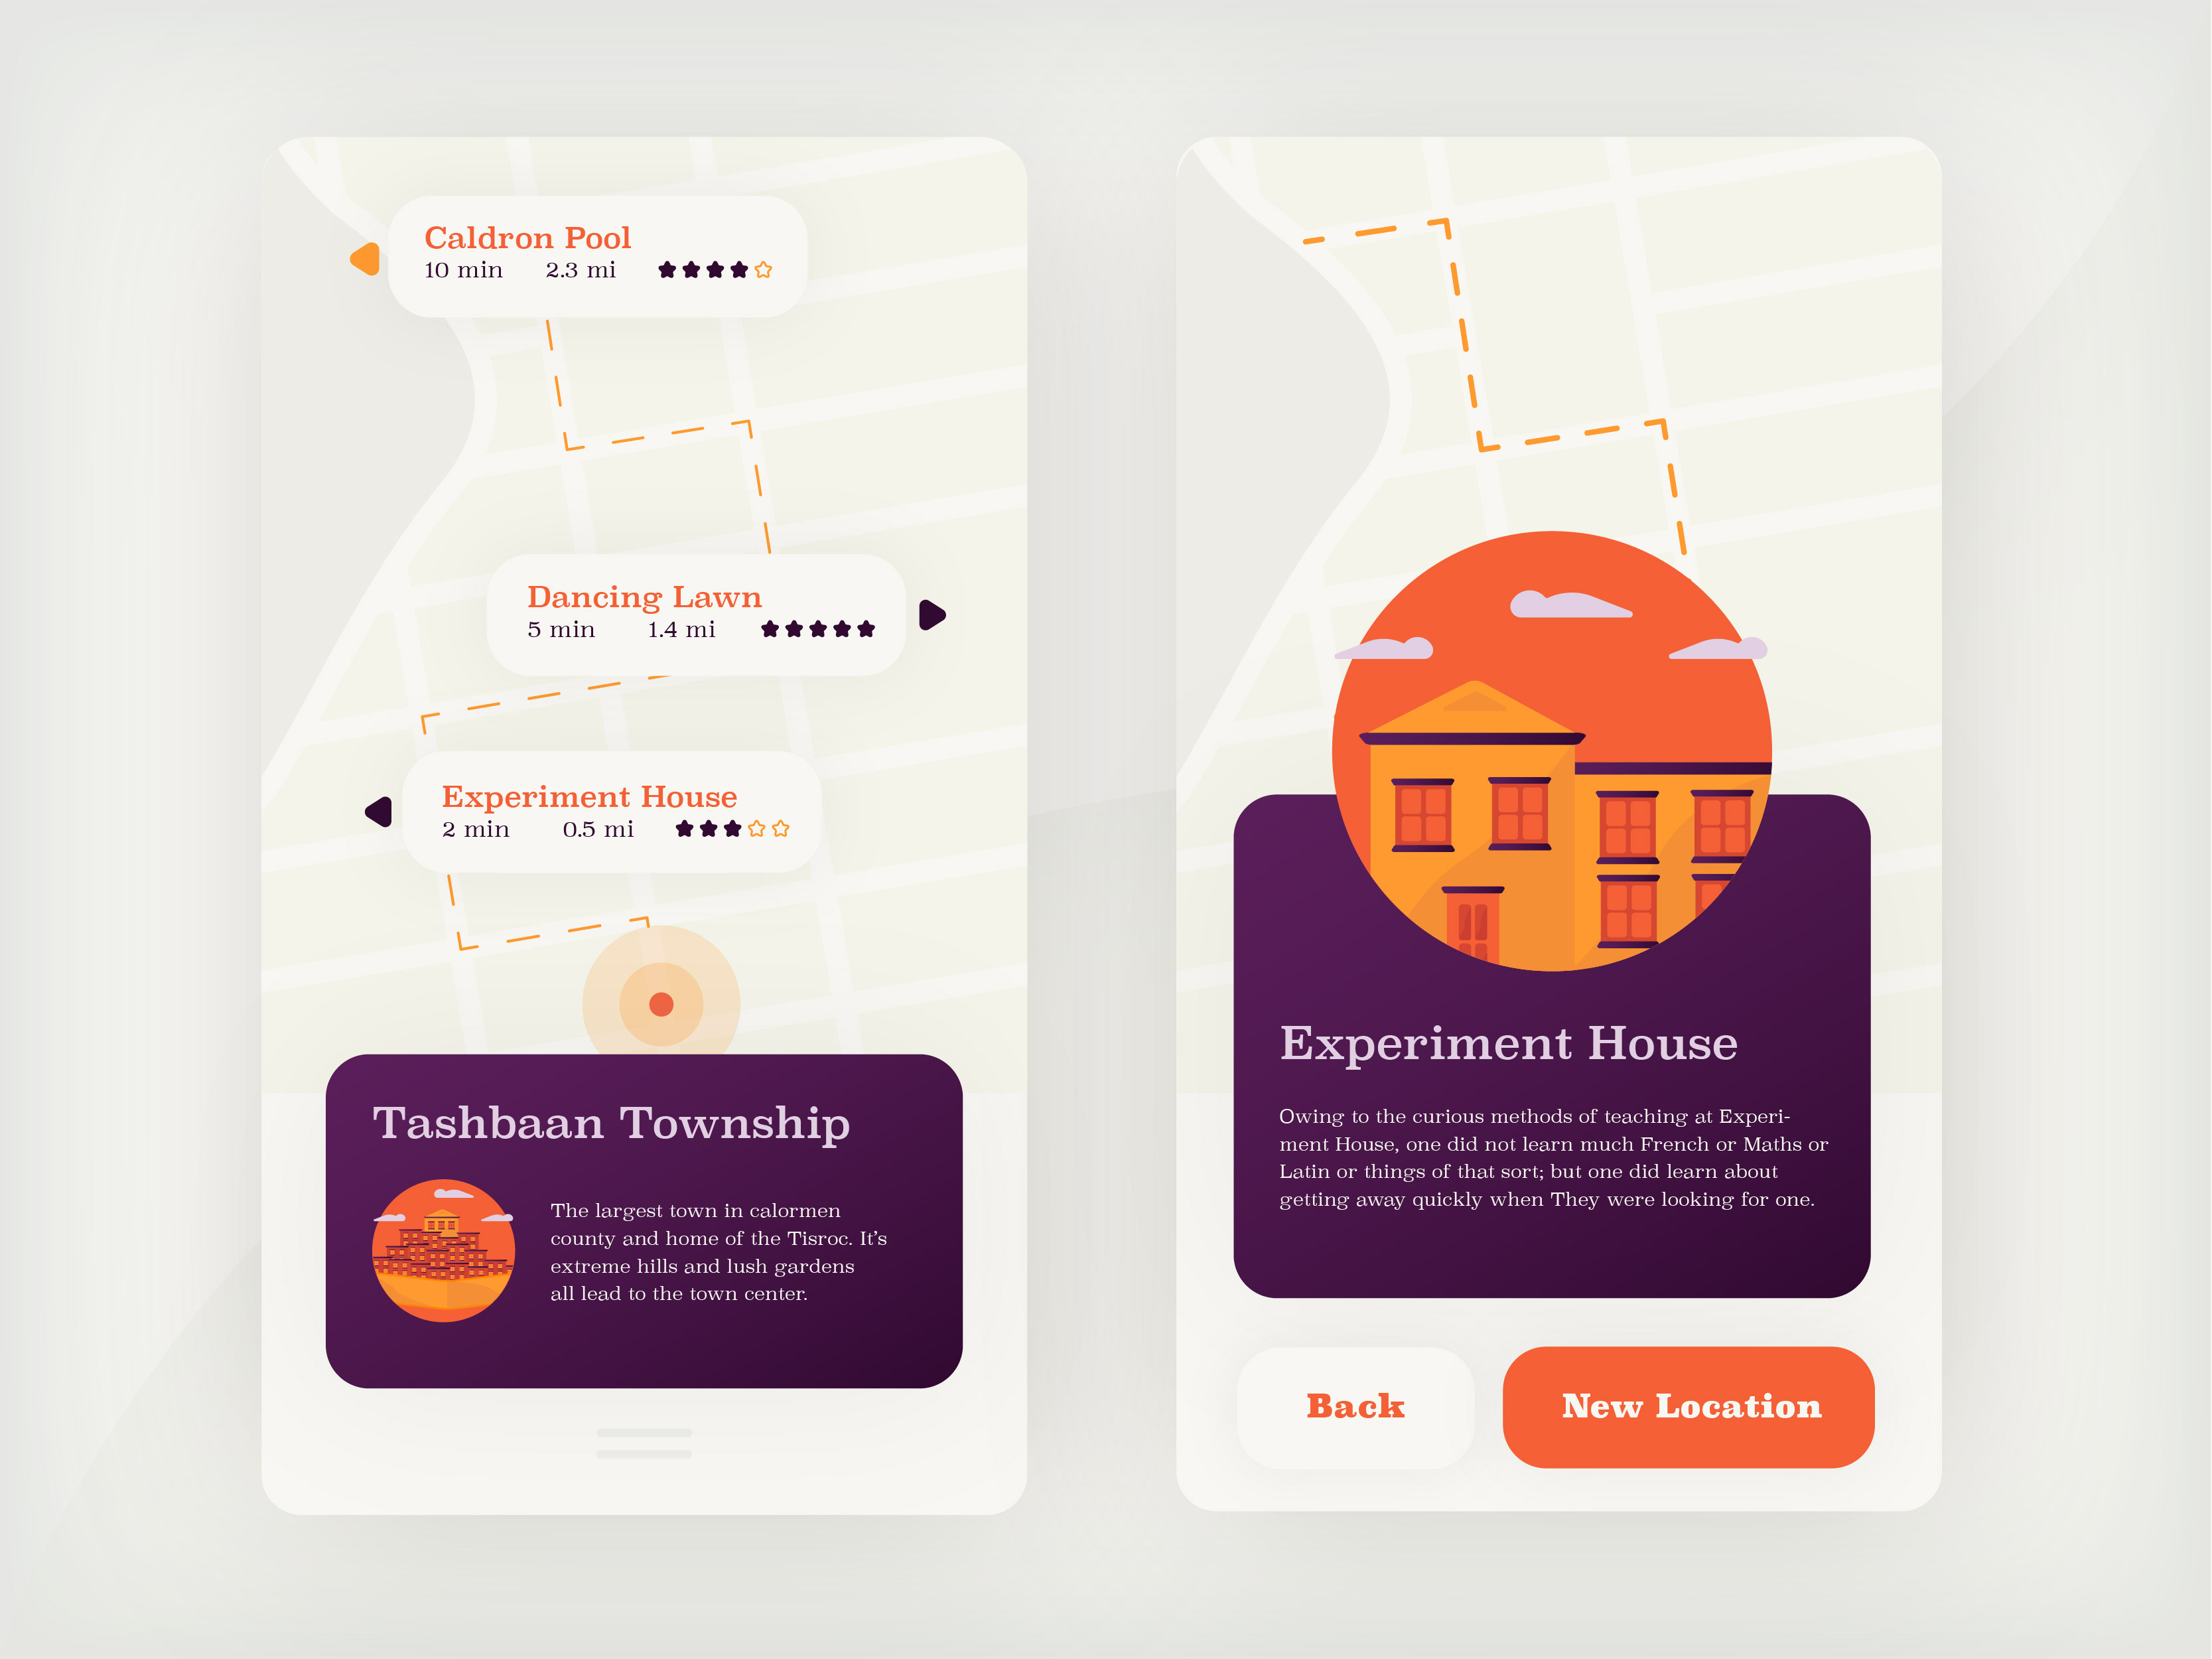 Caldron Pool
10 min 2.3 mi
Dancing Lawn
5 min 1.4 mi
Experiment House
2 min 0.5 mi
Tashbaan Township
The largest town in calormen
county and home of the Tisroc. It's
extreme hills and lush gardens
all lead to the town center.
Experiment House
Owing to the curious methods of teaching at Experi-
ment House, one did not learn much French or Maths or
Latin or things of that sort; but one did learn about
getting away quickly when They were looking for one.
Back
New Location